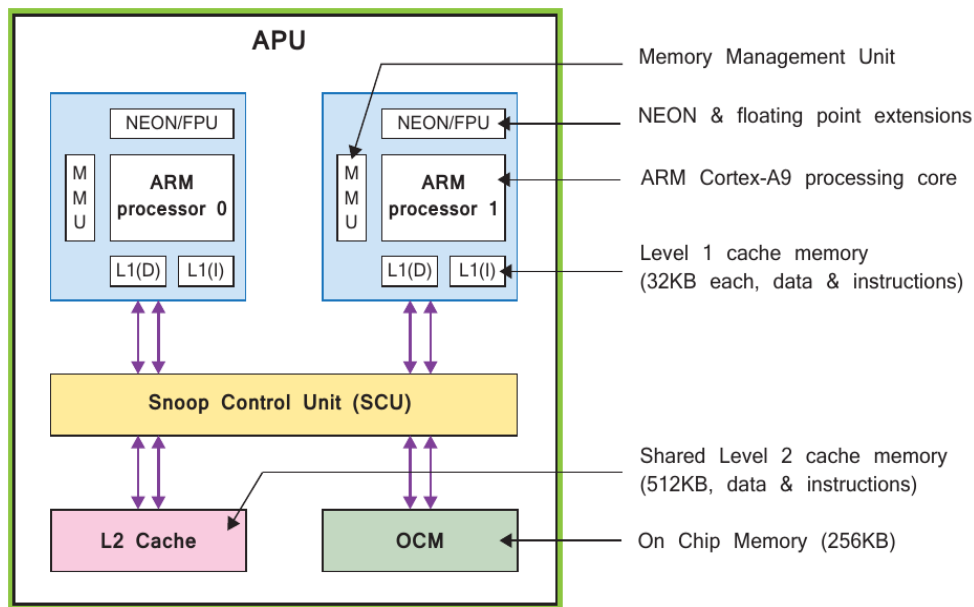 APU
Memory Management Unit
NEON/FPU
NEON/FPU
NEON & floating point extensions
M
M
U
ARM
processor 0
M
M
U
ARM
processor 1
ARM Cortex-A9 processing core
L1(D)
L1(I)
L1(D)
L1(I)
Level 1 cache memory
(32KB each, data & instructions)
Snoop Control Unit (SCU)
Shared Level 2 cache memory
(512KB, data & instructions)
L2 Cache
OCM
On Chip Memory (256KB)